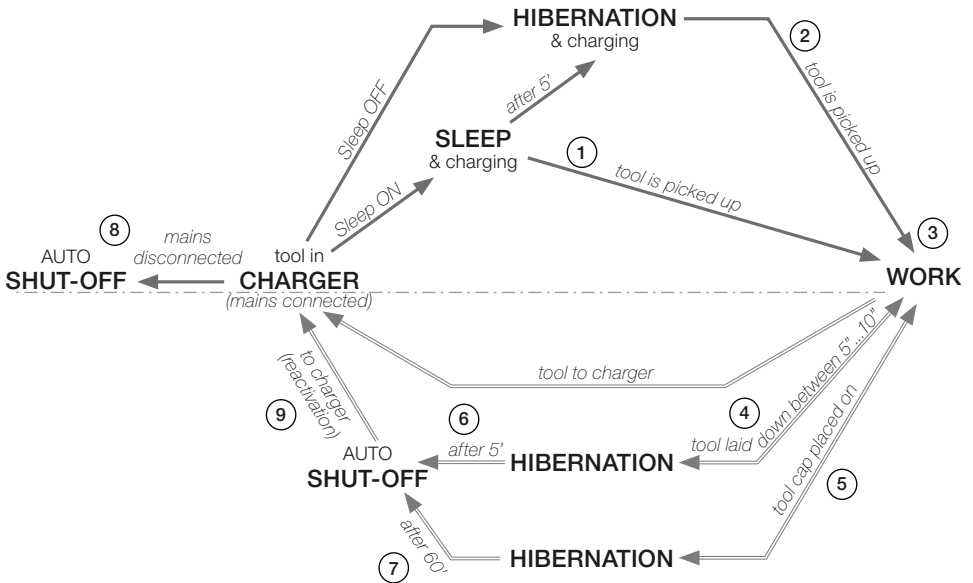 HIBERNATION
& charging
2
tool is picked up
after 5'
Sleep OFF
SLEEP
& charging
1
tool is picked up
Sleep ON
8
AUTO
SHUT-OFF
mains
disconnected
tool in
CHARGER
(mains connected)
3
WORK
tool to charger
4
tool laid down between 5"...10"
to charger
(reactivation)
9
6
after 5'
AUTO
SHUT-OFF
HIBERNATION
tool cap placed on
5
7
after 60'
HIBERNATION